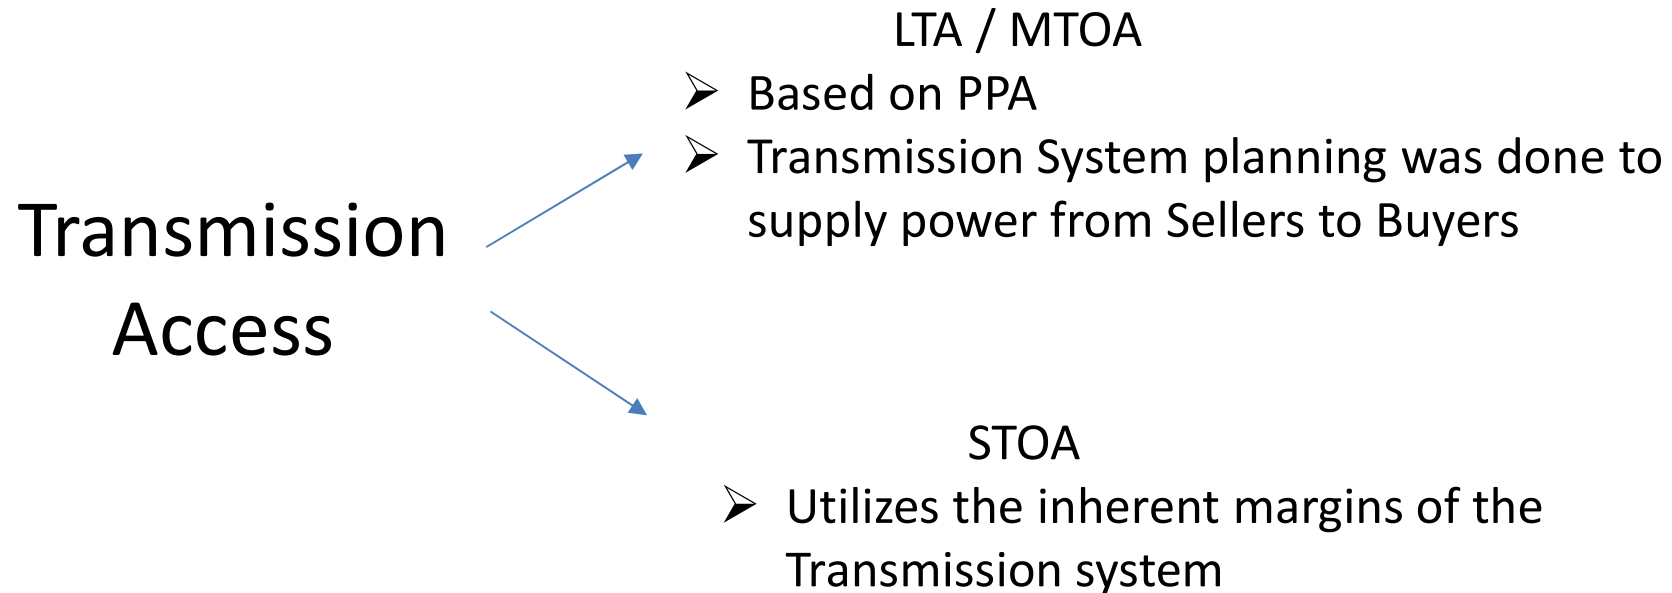 Transmission
Access
LTA / MTOA
➢ Based on PPA
➢ Transmission System planning was done to
supply power from Sellers to Buyers
STOA
➢ Utilizes the inherent margins of the
Transmission system